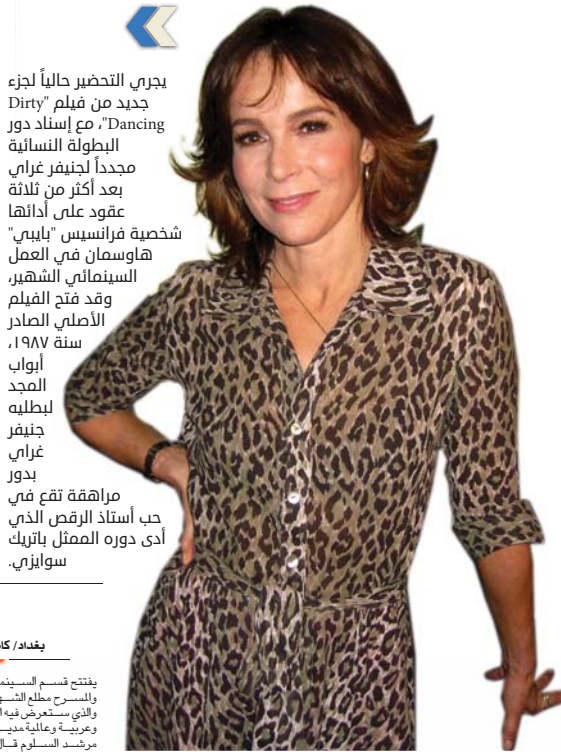 يجري التحضير حالياً لجزء
جديد من فيلم "Dirty
Dancing"، مع إسناد دور
البطولة النسائية
مجدداً لجنيفر غراي
بعد أكثر من ثلاثة
عقود على أدائها
شخصية فرانسيس "بايبي"
هاوسمان في العمل
السينمائي الشهير،
وقد فتح الفيلم
الأصلي الصادر
سنة ١٩٨٧،
أبواب
المجد
لبطليه
جنيفر
غراي
بدور
مراهقة تقع في
حب أستاذ الرقص الذي
أدى دوره الممثل باتريك
سوايزي.
بغداد/
يفتتح قسم
والمسرح مطلع
والذي ستعرض فيه
وعربية وعالمية
مرشد السلوم